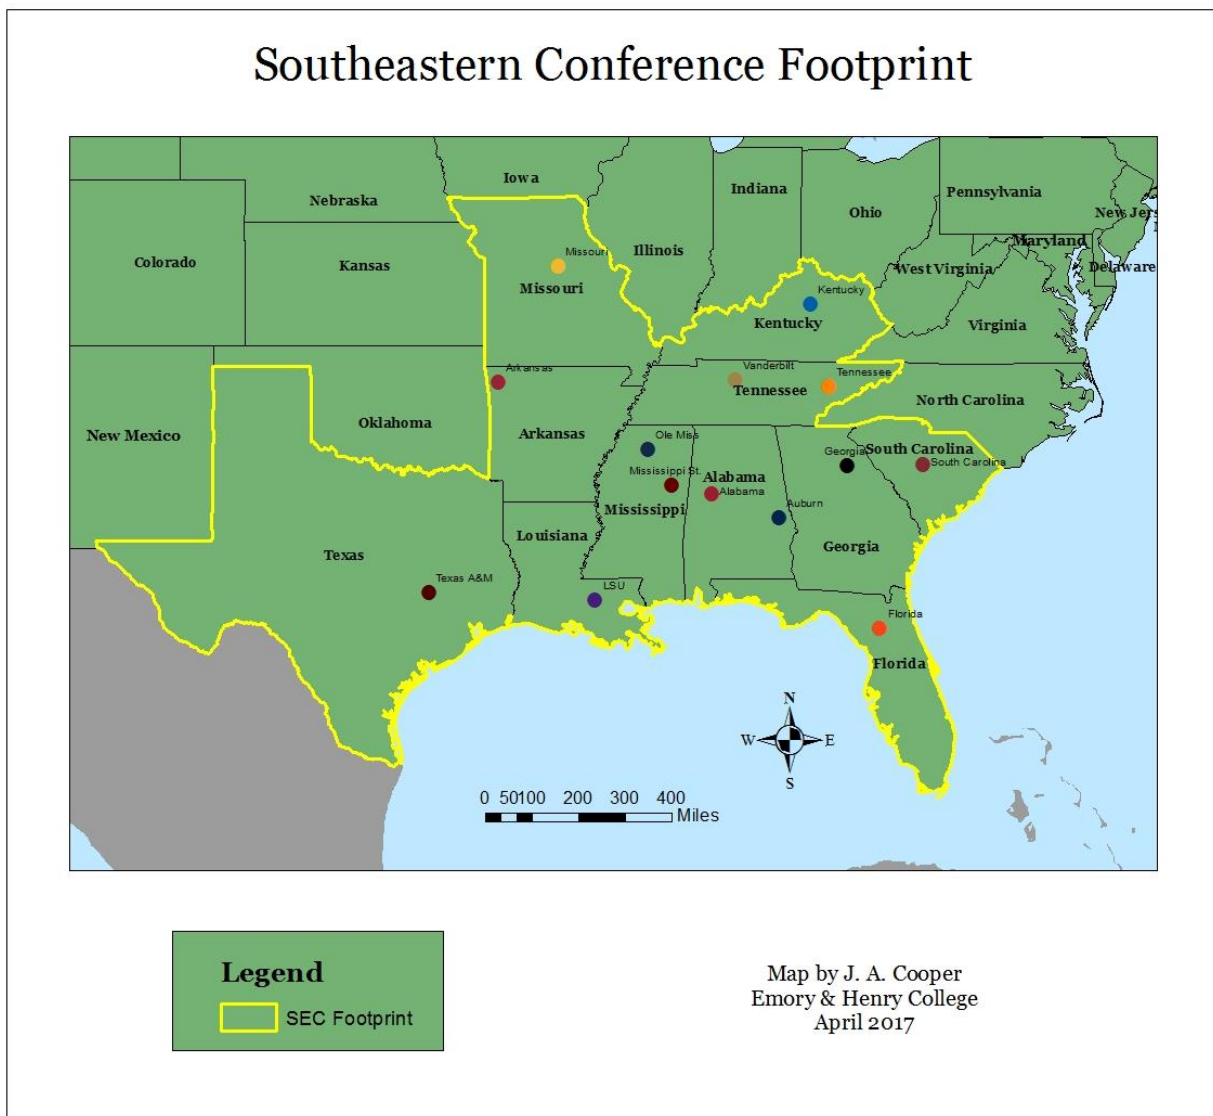 Southeastern Conference Footprint
Iowa
Nebraska
Indiana
Pennsylvania
Ohio
New Jers
Maryland
Illinois
Missouri
Colorado
Kansas
West Virginia
Delaware
Missouri
Kentucky
Kentucky
Virginia
Arkansas
Vanderbilt
Tennessee
Tennessee
North Carolina
Oklahoma
New Mexico
Arkansas
Ole Miss
Georgia
South Carolina
South Carolina
Mississippi St.
Alabama
Alabama
Auburn
Mississippi
Louisiana
Georgia
Texas
Texas A&M
LSU
Florida
Florida
N
W E
S
0 50 100 200 300 400
Miles
Legend
SEC Footprint
Map by J. A. Cooper
Emory & Henry College
April 2017